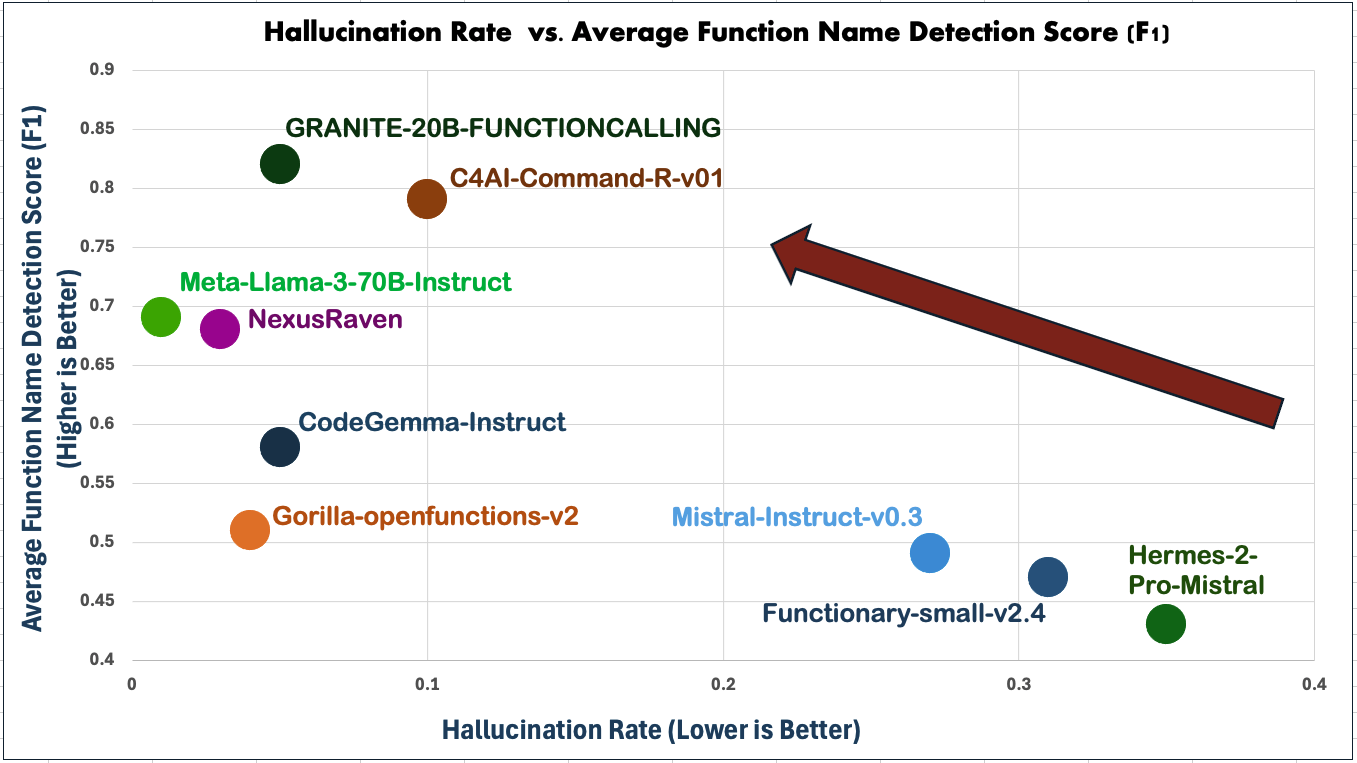 Hallucination Rate vs. Average Function Name Detection Score (F1)
Average Function Name Detection Score (F1)
(Higher is Better)
0.9
0.85
0.8
0.75
0.7
0.65
0.6
0.55
0.5
0.45
0.4
GRANITE-20B-FUNCTIONCALLING
C4AI-Command-R-v01
Meta-Llama-3-70B-Instruct
NexusRaven
CodeGemma-Instruct
Gorilla-openfunctions-v2
Mistral-Instruct-v0.3
Hermes-2-
Pro-Mistral
Functionary-small-v2.4
0
0.1
0.2
0.3
0.4
Hallucination Rate (Lower is Better)